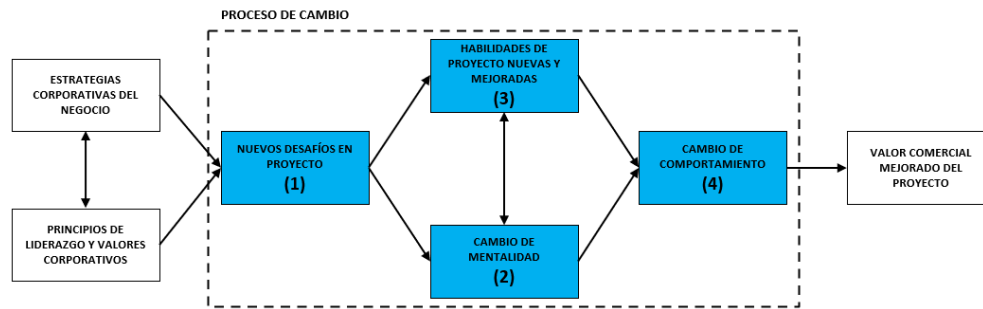 PROCESO DE CAMBIO
ESTRATEGIAS
CORPORATIVAS DEL
NEGOCIO
PRINCIPIOS DE
LIDERAZGO Y VALORES
CORPORATIVOS
NUEVOS DESAFÍOS EN
PROYECTO
(1)
HABILIDADES DE
PROYECTO NUEVAS Y
MEJORADAS
(3)
CAMBIO DE
MENTALIDAD
(2)
CAMBIO DE
COMPORTAMIENTO
(4)
VALOR COMERCIAL
MEJORADO DEL
PROYECTO